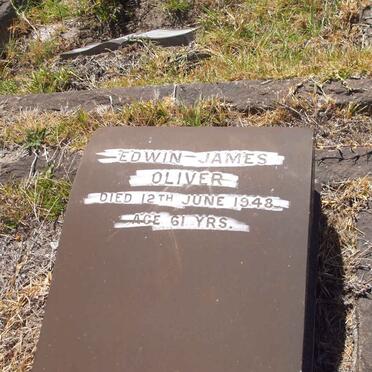 EDWIN-JAMES
OLIVER
DIED 12TH JUNE 1948
AGE 61 YRS.